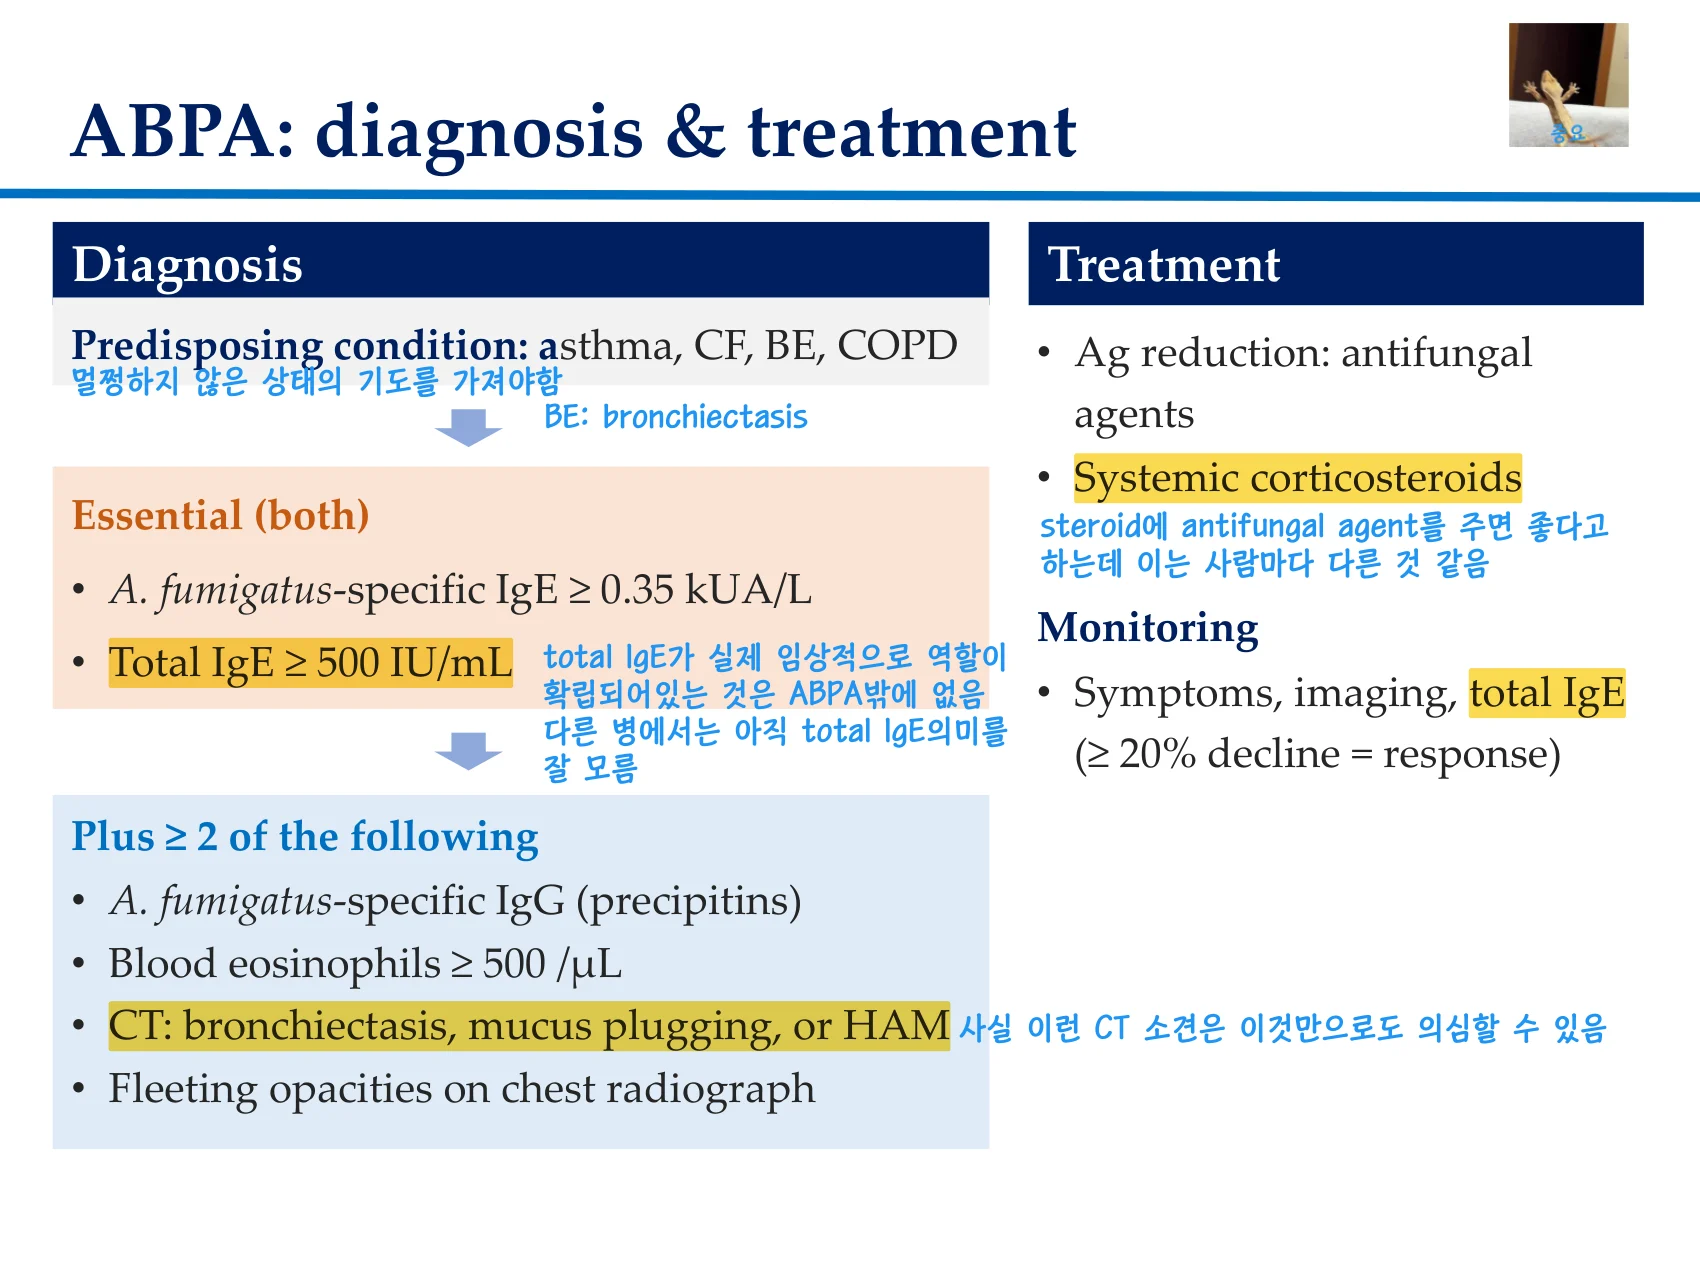 ABPA: diagnosis & treatment
중요
Diagnosis
Predisposing condition: asthma, CF, BE, COPD
멀쩡하지 않은 상태의 기도를 가져야함
BE: bronchiectasis
Essential (both)
• A. fumigatus-specific IgE ≥ 0.35 kUA/L
• Total IgE ≥ 500 IU/mL
total IgE가 실제 임상적으로 역할이
확립되어있는 것은 ABPA밖에 없음
다른 병에서는 아직 total IgE의미를
잘 모름
Plus ≥ 2 of the following
• A. fumigatus-specific IgG (precipitins)
• Blood eosinophils ≥ 500 /μL
• CT: bronchiectasis, mucus plugging, or HAM
사실 이런 CT 소견은 이것만으로도 의심할 수 있음
• Fleeting opacities on chest radiograph
Treatment
• Ag reduction: antifungal
agents
• Systemic corticosteroids
steroid에 antifungal agent를 주면 좋다고
하는데 이는 사람마다 다른 것 같음
Monitoring
• Symptoms, imaging, total IgE
(≥ 20% decline = response)